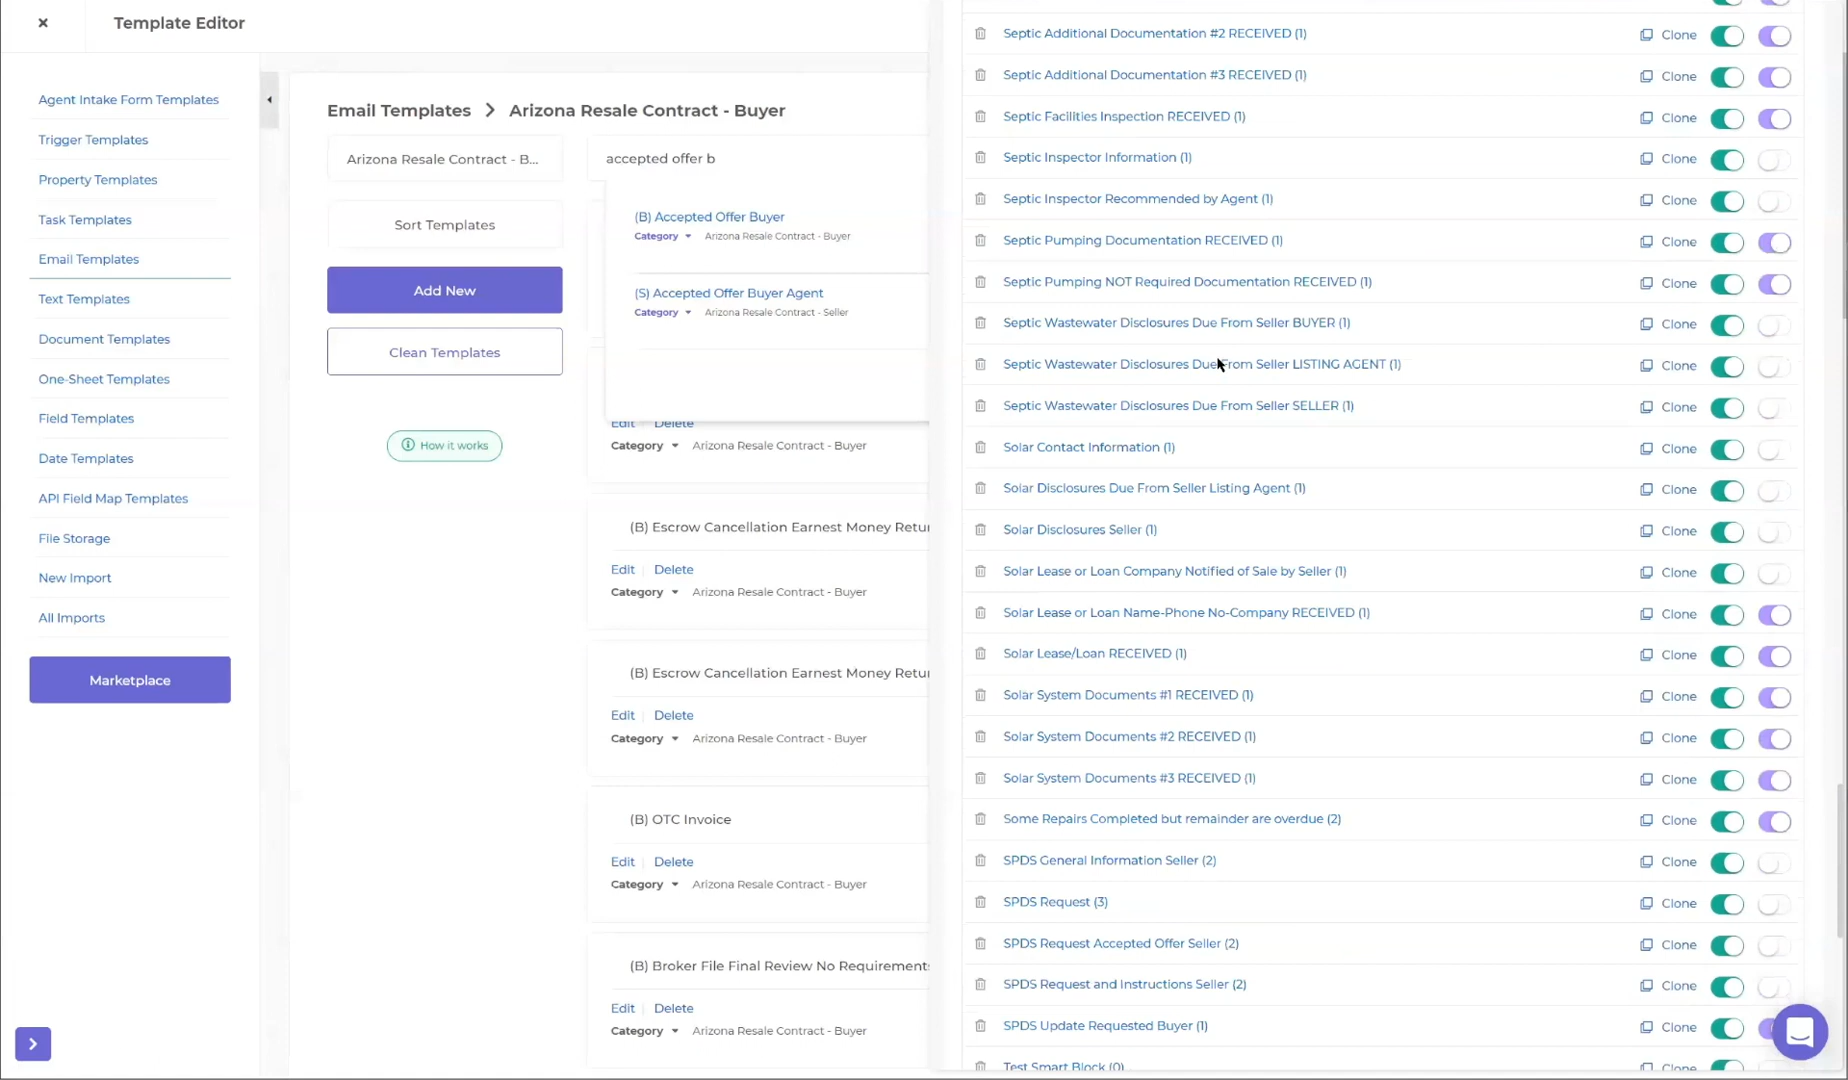 Template Editor
Agent Intake Form Templates
Trigger Templates
Property Templates
Task Templates
Email Templates
Text Templates
Document Templates
One-Sheet Templates
Field Templates
Date Templates
API Field Map Templates
File Storage
New Import
All Imports
Marketplace
Email Templates > Arizona Resale Contract - Buyer
Arizona Resale Contract - B...
Sort Templates
Add New
Clean Templates
How it works
accepted offer b
(B) Accepted Offer Buyer
Category Arizona Resale Contract - Buyer
(S) Accepted Offer Buyer Agent
Category Arizona Resale Contract - Seller
Edit Delete
Category Arizona Resale Contract - Buyer
(B) Escrow Cancellation Earnest Money Retu
Edit Delete
Category Arizona Resale Contract - Buyer
(B) Escrow Cancellation Earnest Money Retu
Edit Delete
Category Arizona Resale Contract - Buyer
(B) OTC Invoice
Edit Delete
Category Arizona Resale Contract - Buyer
(B) Broker File Final Review No Requirements
Edit Delete
Category Arizona Resale Contract - Buyer
Septic Additional Documentation #2 RECEIVED (1) Clone
Septic Additional Documentation #3 RECEIVED (1) Clone
Septic Facilities Inspection RECEIVED (1) Clone
Septic Inspector Information (1) Clone
Septic Inspector Recommended by Agent (1) Clone
Septic Pumping Documentation RECEIVED (1) Clone
Septic Pumping NOT Required Documentation RECEIVED (1) Clone
Septic Wastewater Disclosures Due From Seller BUYER (1) Clone
Septic Wastewater Disclosures Due From Seller LISTING AGENT (1) Clone
Septic Wastewater Disclosures Due From Seller SELLER (1) Clone
Solar Contact Information (1) Clone
Solar Disclosures Due From Seller Listing Agent (1) Clone
Solar Disclosures Seller (1) Clone
Solar Lease or Loan Company Notified of Sale by Seller (1) Clone
Solar Lease or Loan Name-Phone No-Company RECEIVED (1) Clone
Solar Lease/Loan RECEIVED (1) Clone
Solar System Documents #1 RECEIVED (1) Clone
Solar System Documents #2 RECEIVED (1) Clone
Solar System Documents #3 RECEIVED (1) Clone
Some Repairs Completed but remainder are overdue (2) Clone
SPDS General Information Seller (2) Clone
SPDS Request (3) Clone
SPDS Request Accepted Offer Seller (2) Clone
SPDS Request and Instructions Seller (2) Clone
SPDS Update Requested Buyer (1) Clone
Test Smart Block (0) Clone